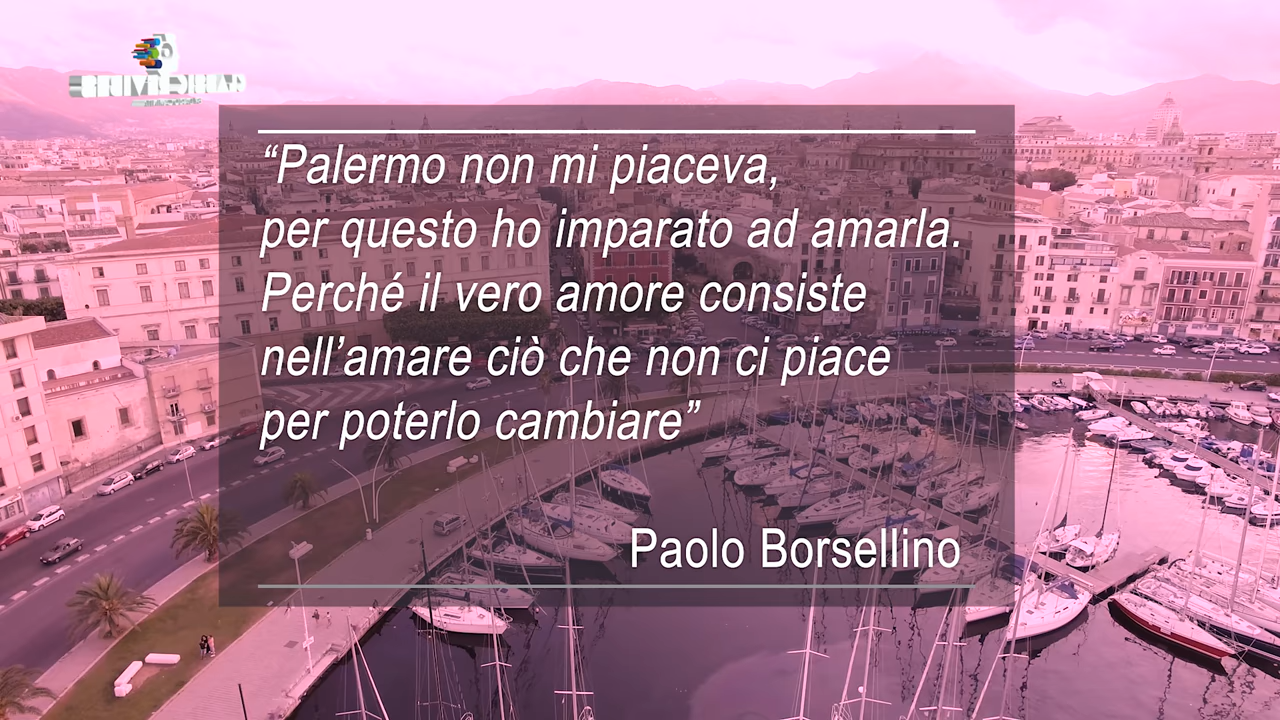 “Palermo non mi piaceva,
per questo ho imparato ad amarla.
Perché il vero amore consiste
nell’amare ciò che non ci piace
per poterlo cambiare”
Paolo Borsellino